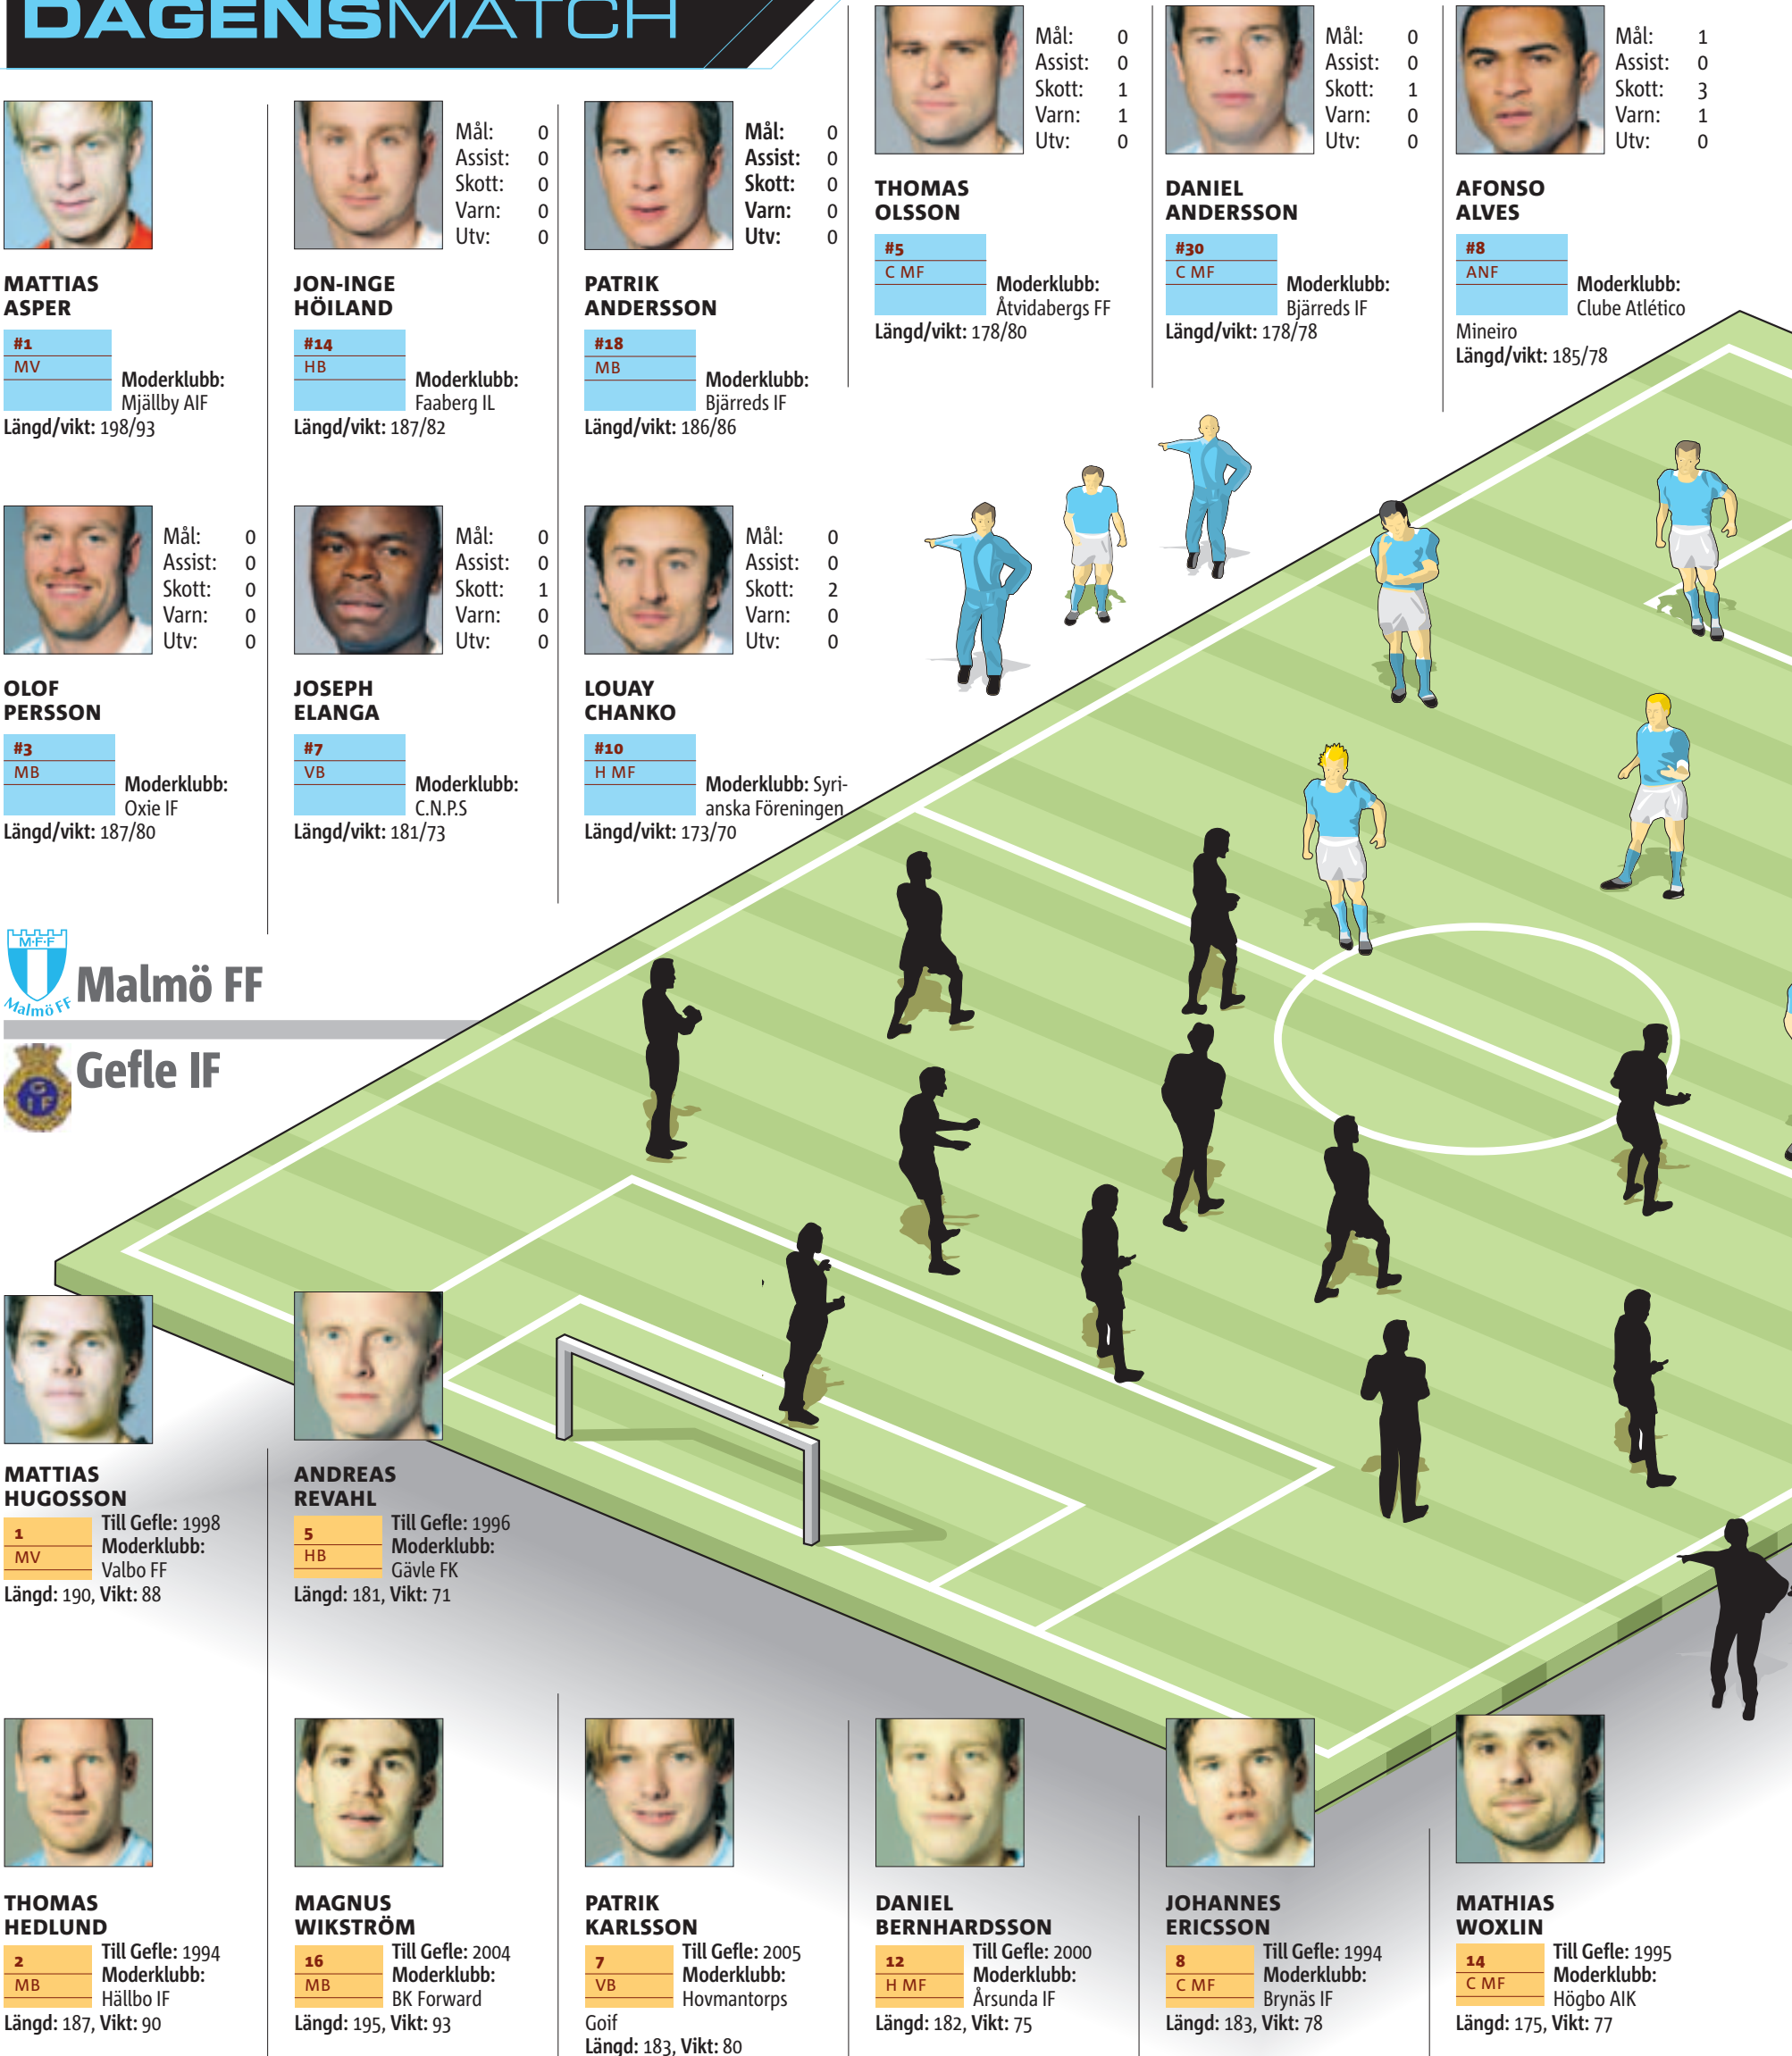 DAGENSMATCH
MATTIAS
ASPER
#1
MV
Moderklubb:
Mjällby AIF
Längd/vikt: 198/93
Mål: 0
Assist: 0
Skott: 0
Varn: 0
Utv: 0
JON-INGE
HÖILAND
#14
HB
Moderklubb:
Faaberg IL
Längd/vikt: 187/82
Mål: 0
Assist: 0
Skott: 0
Varn: 0
Utv: 0
PATRIK
ANDERSSON
#18
MB
Moderklubb:
Bjärreds IF
Längd/vikt: 186/86
Mål: 0
Assist: 0
Skott: 1
Varn: 1
Utv: 0
THOMAS
OLSSON
#5
C MF
Moderklubb:
Åtvidabergs FF
Längd/vikt: 178/80
Mål: 0
Assist: 0
Skott: 1
Varn: 0
Utv: 0
DANIEL
ANDERSSON
#30
C MF
Moderklubb:
Bjärreds IF
Längd/vikt: 178/78
Mål: 1
Assist: 0
Skott: 3
Varn: 1
Utv: 0
AFONSO
ALVES
#8
ANF
Moderklubb:
Clube Atlético
Mineiro
Längd/vikt: 185/78
Mål: 0
Assist: 0
Skott: 0
Varn: 0
Utv: 0
OLOF
PERSSON
#3
MB
Moderklubb:
Oxie IF
Längd/vikt: 187/80
Mål: 0
Assist: 0
Skott: 1
Varn: 0
Utv: 0
JOSEPH
ELANGA
#7
VB
Moderklubb:
C.N.P.S
Längd/vikt: 181/73
Mål: 0
Assist: 0
Skott: 2
Varn: 0
Utv: 0
LOUAY
CHANKO
#10
H MF
Moderklubb: Syri-
anska Föreningen
Längd/vikt: 173/70
M·F·F
Malmö FF
Malmö FF
GIF
Gefle IF
MATTIAS
HUGOSSON
1
MV
Till Gefle: 1998
Moderklubb:
Valbo FF
Längd: 190, Vikt: 88
ANDREAS
REVAHL
5
HB
Till Gefle: 1996
Moderklubb:
Gävle FK
Längd: 181, Vikt: 71
THOMAS
HEDLUND
2
MB
Till Gefle: 1994
Moderklubb:
Hällbo IF
Längd: 187, Vikt: 90
MAGNUS
WIKSTRÖM
16
MB
Till Gefle: 2004
Moderklubb:
BK Forward
Längd: 195, Vikt: 93
PATRIK
KARLSSON
7
VB
Till Gefle: 2005
Moderklubb:
Hovmantorps
Goif
Längd: 183, Vikt: 80
DANIEL
BERNHARDSSON
12
H MF
Till Gefle: 2000
Moderklubb:
Årsunda IF
Längd: 182, Vikt: 75
JOHANNES
ERICSSON
8
C MF
Till Gefle: 1994
Moderklubb:
Brynäs IF
Längd: 183, Vikt: 78
MATHIAS
WOXLIN
14
C MF
Till Gefle: 1995
Moderklubb:
Högbo AIK
Längd: 175, Vikt: 77